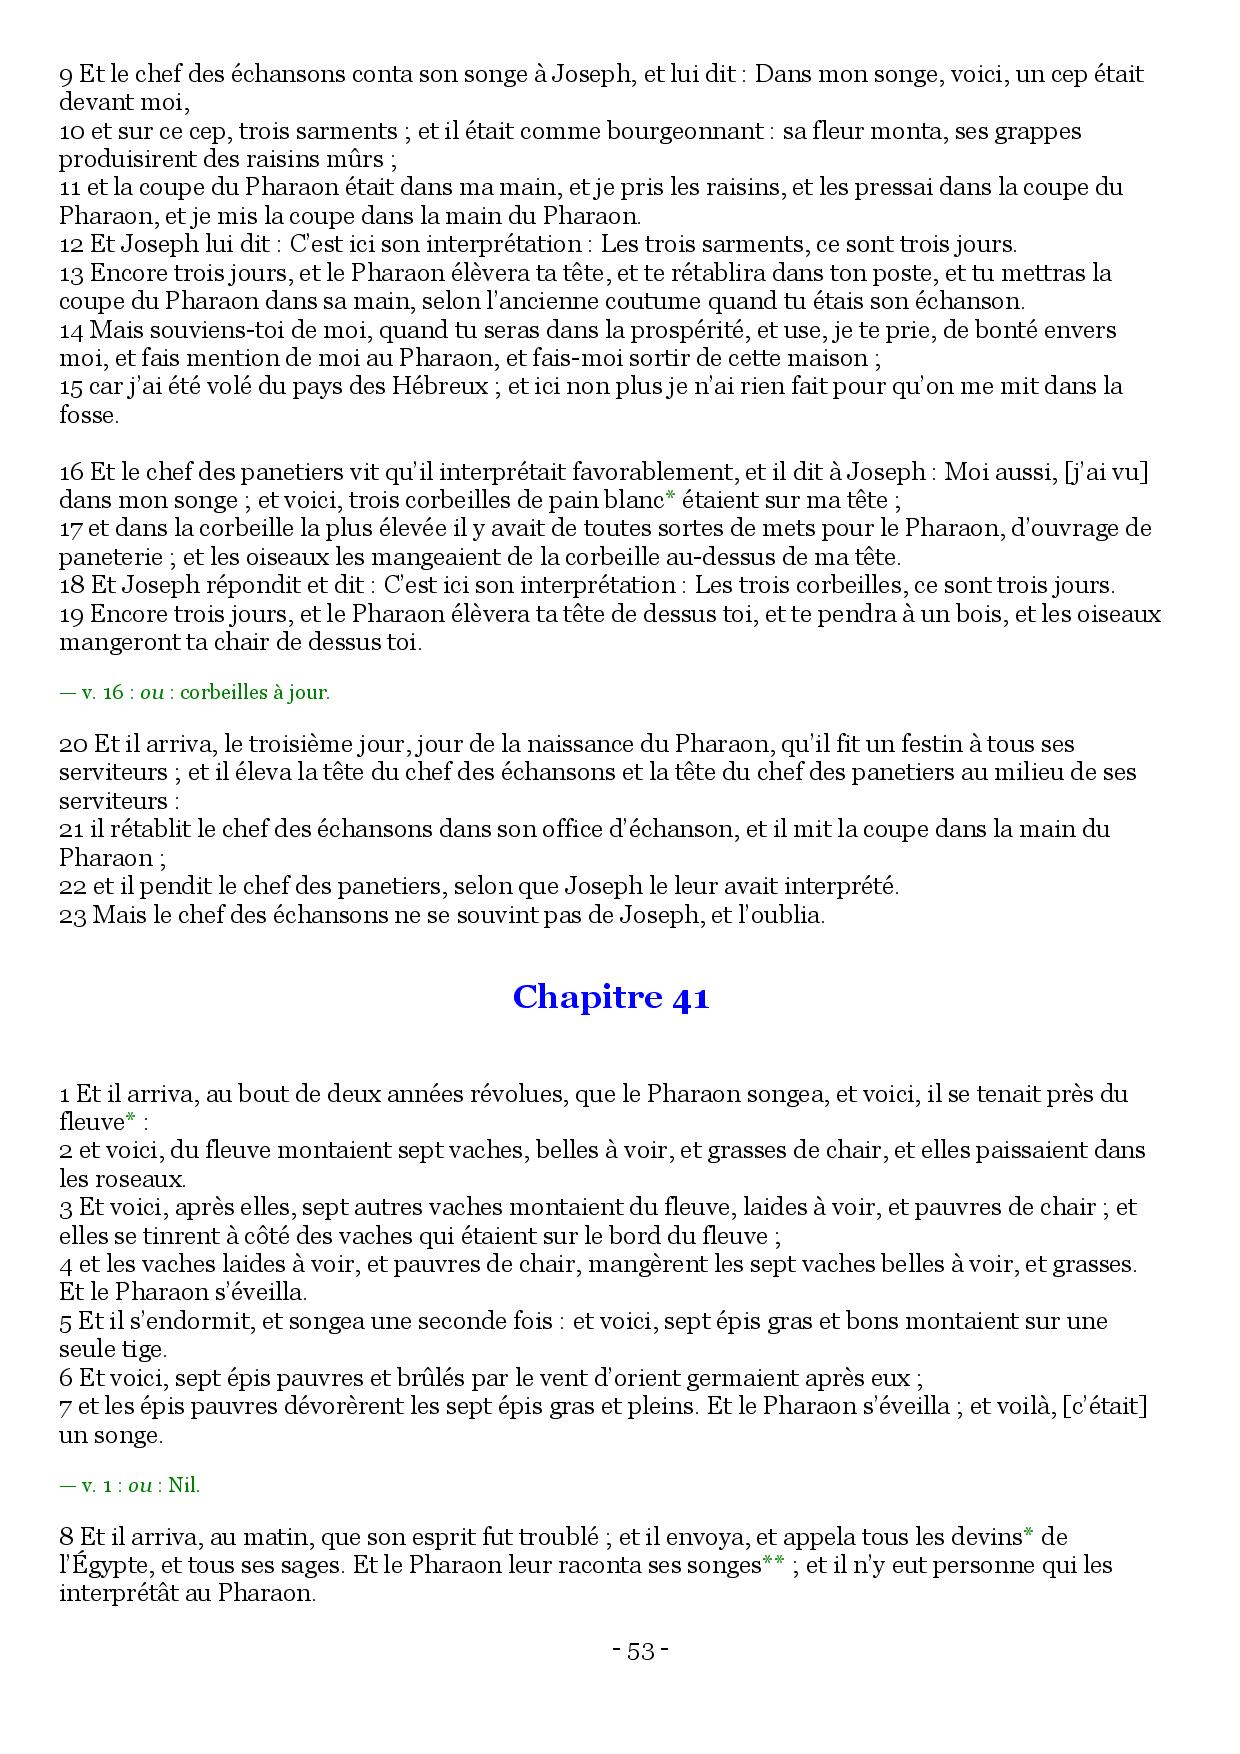 9 Et le chef des échansons conta son songe à Joseph, et lui dit : Dans mon songe, voici, un cep était
devant moi,
10 et sur ce cep, trois sarments ; et il était comme bourgeonnant : sa fleur monta, ses grappes
produisirent des raisins mûrs ;
11 et la coupe du Pharaon était dans ma main, et je pris les raisins, et les pressai dans la coupe du
Pharaon, et je mis la coupe dans la main du Pharaon.
12 Et Joseph lui dit : C’est ici son interprétation : Les trois sarments, ce sont trois jours.
13 Encore trois jours, et le Pharaon élèvera ta tête, et te rétablira dans ton poste, et tu mettras la
coupe du Pharaon dans sa main, selon l’ancienne coutume quand tu étais son échanson.
14 Mais souviens-toi de moi, quand tu seras dans la prospérité, et use, je te prie, de bonté envers
moi, et fais mention de moi au Pharaon, et fais-moi sortir de cette maison ;
15 car j’ai été volé du pays des Hébreux ; et ici non plus je n’ai rien fait pour qu’on me mit dans la
fosse.
16 Et le chef des panetiers vit qu’il interprétait favorablement, et il dit à Joseph : Moi aussi, [j’ai vu]
dans mon songe ; et voici, trois corbeilles de pain blanc* étaient sur ma tête ;
17 et dans la corbeille la plus élevée il y avait de toutes sortes de mets pour le Pharaon, d’ouvrage de
paneterie ; et les oiseaux les mangeaient de la corbeille au-dessus de ma tête.
18 Et Joseph répondit et dit : C’est ici son interprétation : Les trois corbeilles, ce sont trois jours.
19 Encore trois jours, et le Pharaon élèvera ta tête de dessus toi, et te pendra à un bois, et les oiseaux
mangeront ta chair de dessus toi.
— v. 16 : ou : corbeilles à jour.
20 Et il arriva, le troisième jour, jour de la naissance du Pharaon, qu’il fit un festin à tous ses
serviteurs ; et il éleva la tête du chef des échansons et la tête du chef des panetiers au milieu de ses
serviteurs :
21 il rétablit le chef des échansons dans son office d’échanson, et il mit la coupe dans la main du
Pharaon ;
22 et il pendit le chef des panetiers, selon que Joseph le leur avait interprété.
23 Mais le chef des échansons ne se souvint pas de Joseph, et l’oublia.
Chapitre 41
1 Et il arriva, au bout de deux années révolues, que le Pharaon songea, et voici, il se tenait près du
fleuve* :
2 et voici, du fleuve montaient sept vaches, belles à voir, et grasses de chair, et elles paissaient dans
les roseaux.
3 Et voici, après elles, sept autres vaches montaient du fleuve, laides à voir, et pauvres de chair ; et
elles se tinrent à côté des vaches qui étaient sur le bord du fleuve ;
4 et les vaches laides à voir, et pauvres de chair, mangèrent les sept vaches belles à voir, et grasses.
Et le Pharaon s’éveilla.
5 Et il s’endormit, et songea une seconde fois : et voici, sept épis gras et bons montaient sur une
seule tige.
6 Et voici, sept épis pauvres et brûlés par le vent d’orient germaient après eux ;
7 et les épis pauvres dévorèrent les sept épis gras et pleins. Et le Pharaon s’éveilla ; et voilà, [c’était]
un songe.
— v. 1 : ou : Nil.
8 Et il arriva, au matin, que son esprit fut troublé ; et il envoya, et appela tous les devins* de
l’Égypte, et tous ses sages. Et le Pharaon leur raconta ses songes** ; et il n’y eut personne qui les
interprétât au Pharaon.
- 53 -